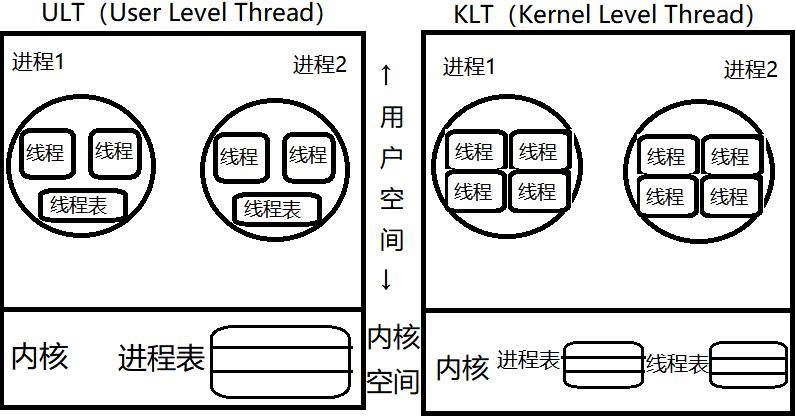 ULT（User Level Thread）
进程1
进程2
线程
线程
线程表
线程
线程
线程表
内核
进程表
↑
用
户
空
间
↓
内核
空间
KLT（Kernel Level Thread）
进程1
进程2
线程
线程
线程
线程
线程
线程
线程
线程
内核
进程表
线程表